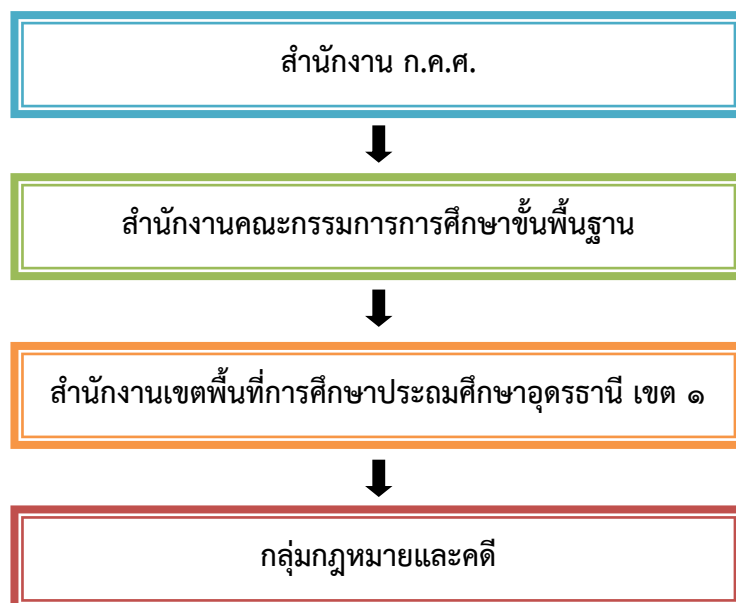 สำนักงาน ก.ค.ศ.
สำนักงานคณะกรรมการการศึกษาขั้นพื้นฐาน
สำนักงานเขตพื้นที่การศึกษาประถมศึกษาอุดรธานี เขต ๑
กลุ่มกฎหมายและคดี